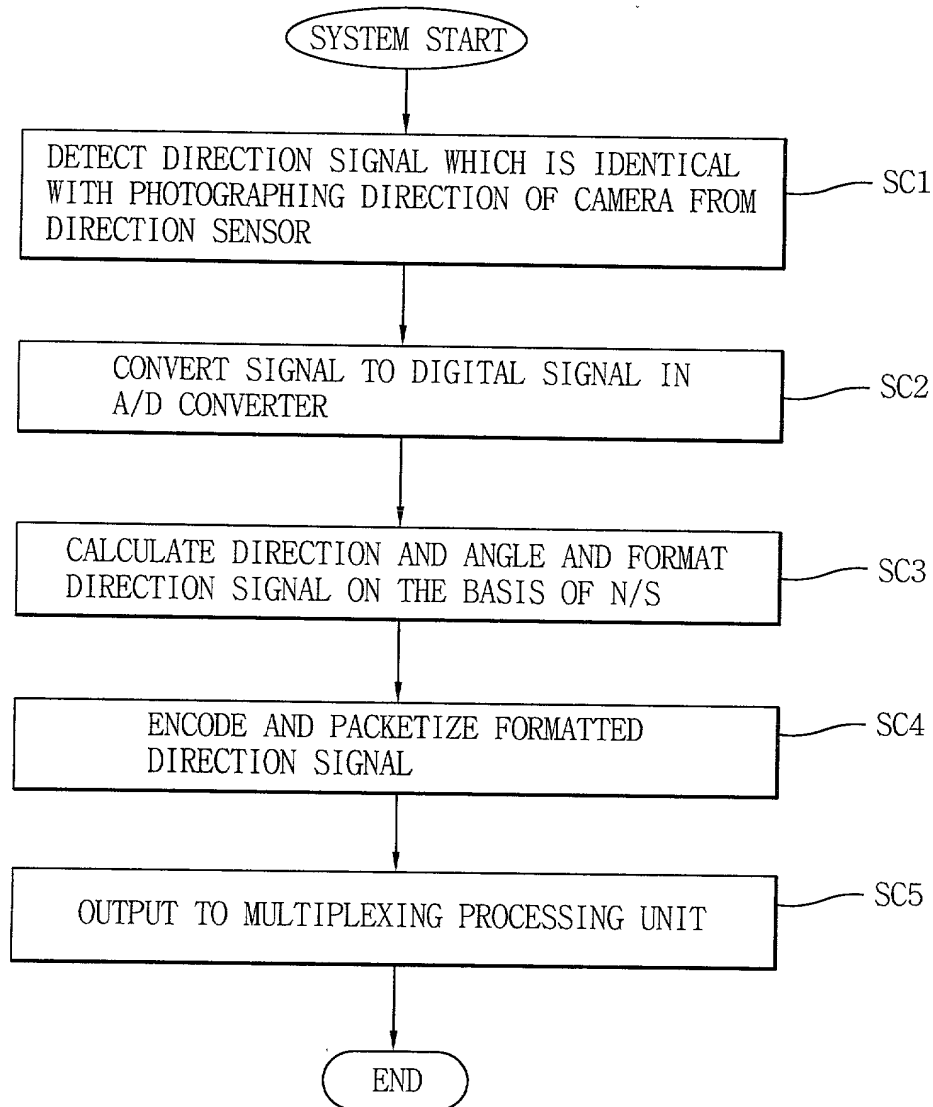 SYSTEM START
DETECT DIRECTION SIGNAL WHICH IS IDENTICAL
WITH PHOTOGRAPHING DIRECTION OF CAMERA FROM
DIRECTION SENSOR
SC1
CONVERT SIGNAL TO DIGITAL SIGNAL IN
A/D CONVERTER
SC2
CALCULATE DIRECTION AND ANGLE AND FORMAT
DIRECTION SIGNAL ON THE BASIS OF N/S
SC3
ENCODE AND PACKETIZE FORMATTED
DIRECTION SIGNAL
SC4
OUTPUT TO MULTIPLEXING PROCESSING UNIT
SC5
END